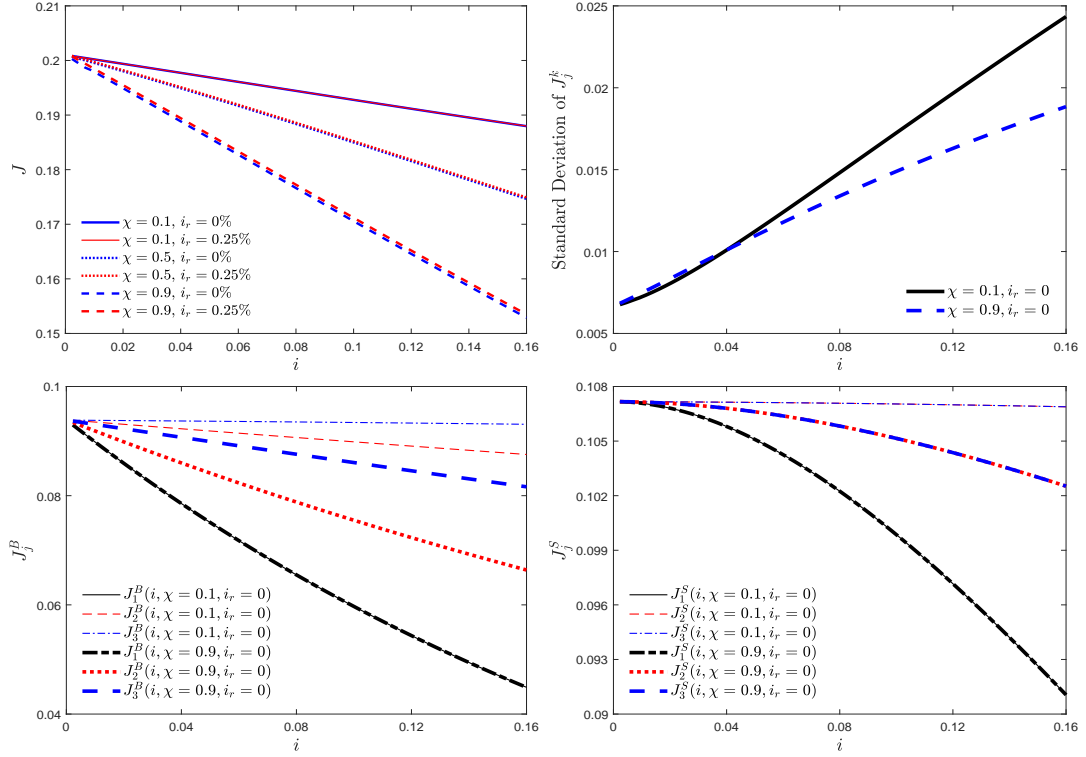 0.21
0.2
0.19
0.18
0.17
0.16
0.15
J
χ = 0.1, i_r = 0%
χ = 0.1, i_r = 0.25%
χ = 0.5, i_r = 0%
χ = 0.5, i_r = 0.25%
χ = 0.9, i_r = 0%
χ = 0.9, i_r = 0.25%
0 0.02 0.04 0.06 0.08 0.1 0.12 0.14 0.16
i
0.025
0.02
0.015
0.01
0.005
Standard Deviation of J_j^k
χ = 0.1, i_r = 0
χ = 0.9, i_r = 0
0 0.04 0.08 0.12 0.16
i
0.1
0.08
0.06
0.04
J_j^B
J_1^B(i, χ = 0.1, i_r = 0)
J_2^B(i, χ = 0.1, i_r = 0)
J_3^B(i, χ = 0.1, i_r = 0)
J_1^B(i, χ = 0.9, i_r = 0)
J_2^B(i, χ = 0.9, i_r = 0)
J_3^B(i, χ = 0.9, i_r = 0)
0 0.04 0.08 0.12 0.16
i
0.108
0.105
0.102
0.099
0.096
0.093
0.09
J_j^S
J_1^S(i, χ = 0.1, i_r = 0)
J_2^S(i, χ = 0.1, i_r = 0)
J_3^S(i, χ = 0.1, i_r = 0)
J_1^S(i, χ = 0.9, i_r = 0)
J_2^S(i, χ = 0.9, i_r = 0)
J_3^S(i, χ = 0.9, i_r = 0)
0 0.04 0.08 0.12 0.16
i